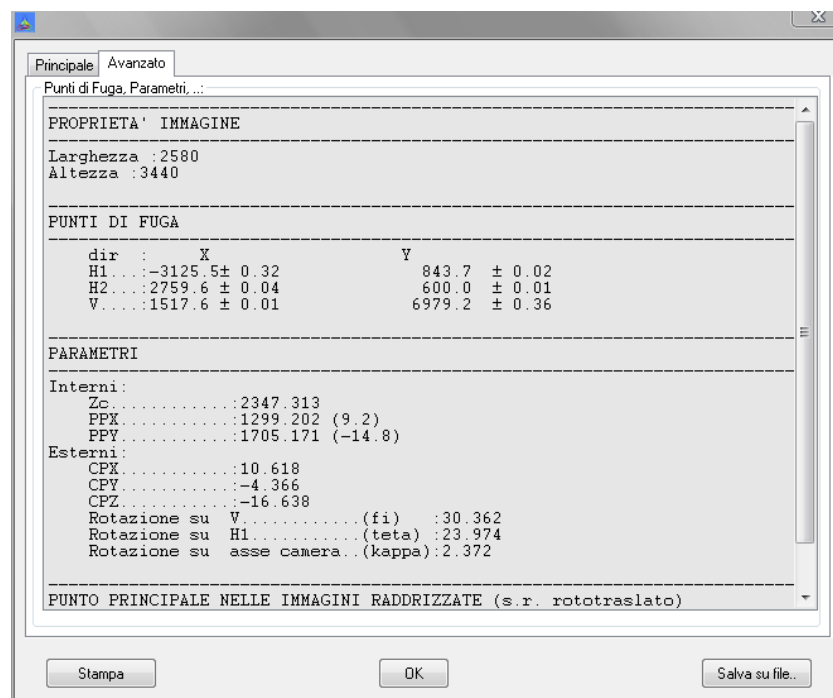 Principale Avanzato
Punti di Fuga, Parametri, ..:
------------------------------------------------------------
PROPRIETA' IMMAGINE
------------------------------------------------------------
Larghezza :2580
Altezza :3440
------------------------------------------------------------
PUNTI DI FUGA
------------------------------------------------------------
dir : X Y
H1...:-3125.5± 0.32 843.7 ± 0.02
H2...:2759.6 ± 0.04 600.0 ± 0.01
V....:1517.6 ± 0.01 6979.2 ± 0.36
------------------------------------------------------------
PARAMETRI
------------------------------------------------------------
Interni:
Zc............:2347.313
PPX...........:1299.202 (9.2)
PPY...........:1705.171 (-14.8)
Esterni:
CPX...........:10.618
CPY...........:-4.366
CPZ...........:-16.638
Rotazione su V............(fi) :30.362
Rotazione su H1...........(teta) :23.974
Rotazione su asse camera..(kappa):2.372
------------------------------------------------------------
PUNTO PRINCIPALE NELLE IMMAGINI RADDRIZZATE (s.r. rototraslato)
Stampa OK Salva su file..